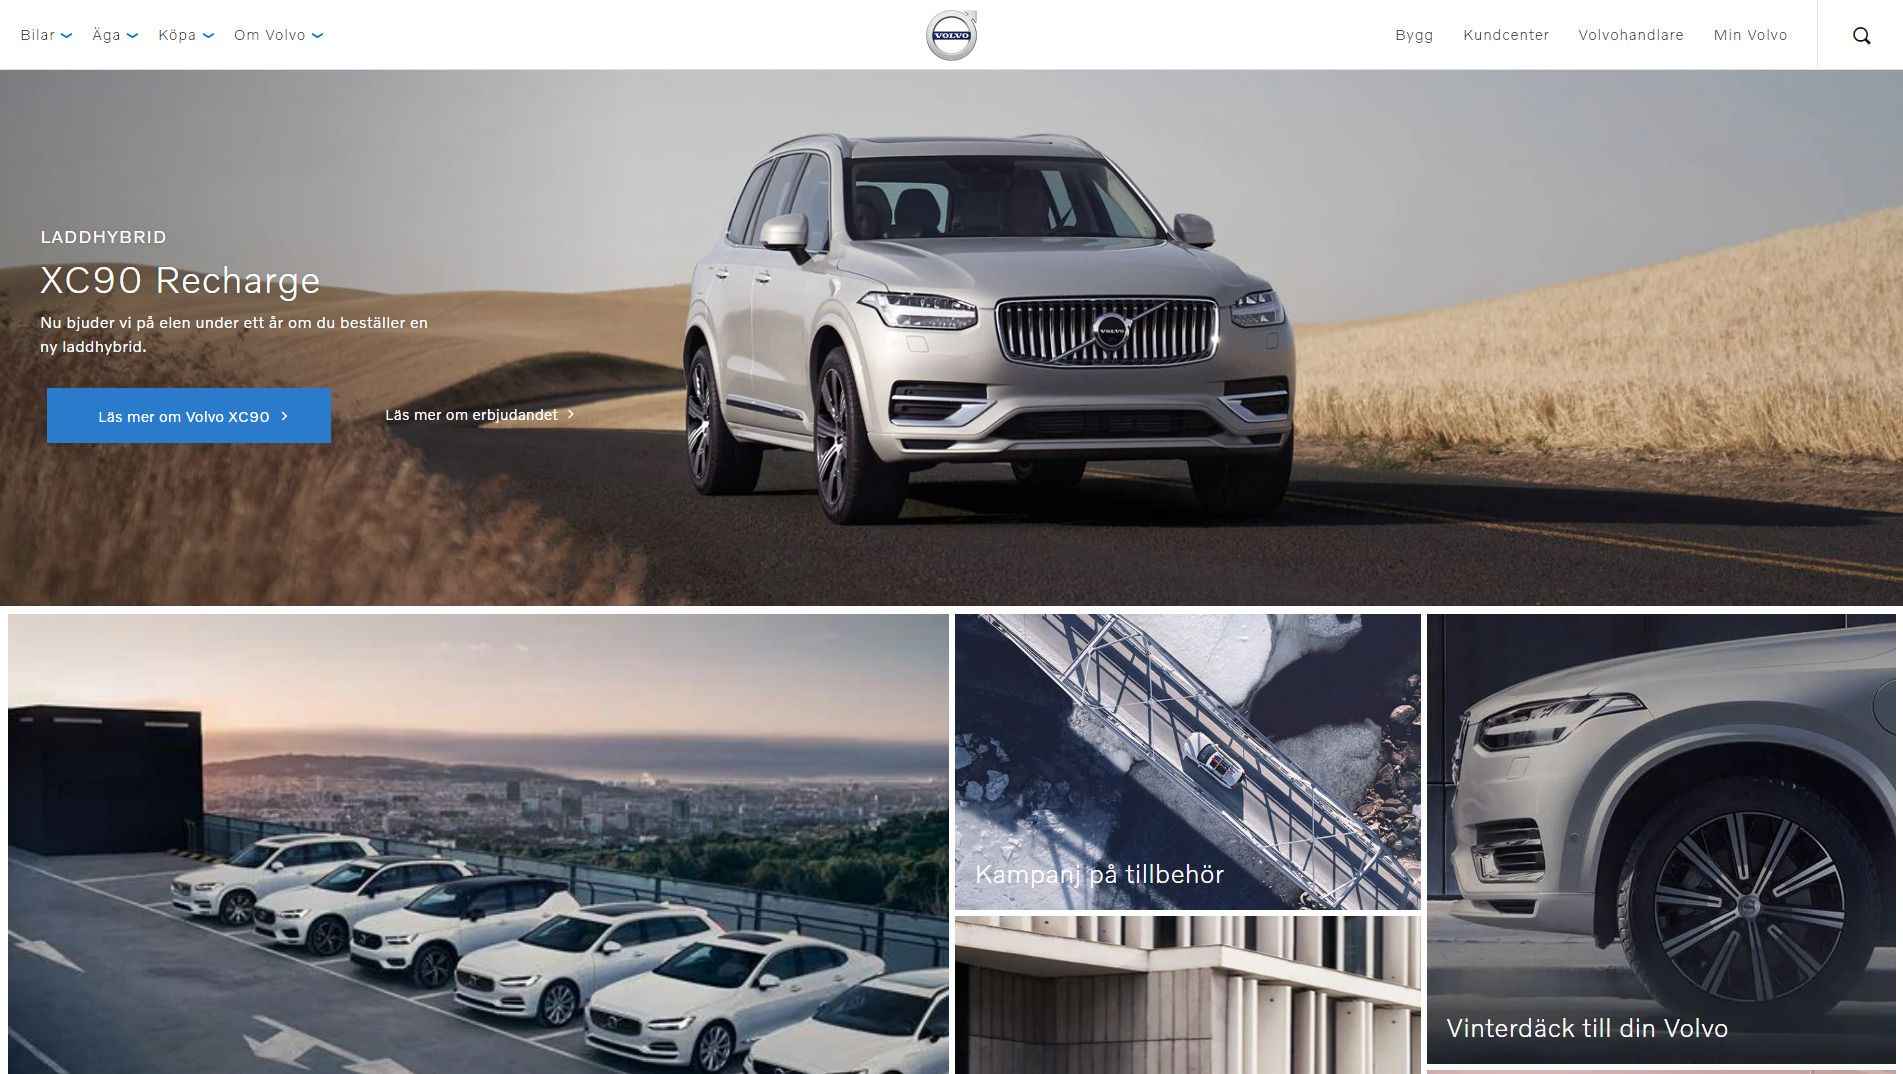 Bilar
Äga
Köpa
Om Volvo
VOLVO
Bygg
Kundcenter
Volvohandlare
Min Volvo
LADDHYBRID
XC90 Recharge
Nu bjuder vi på elen under ett år om du beställer en
ny laddhybrid.
Läs mer om Volvo XC90
Läs mer om erbjudandet
VOLVO
Kampanj på tillbehör
Vinterdäck till din Volvo